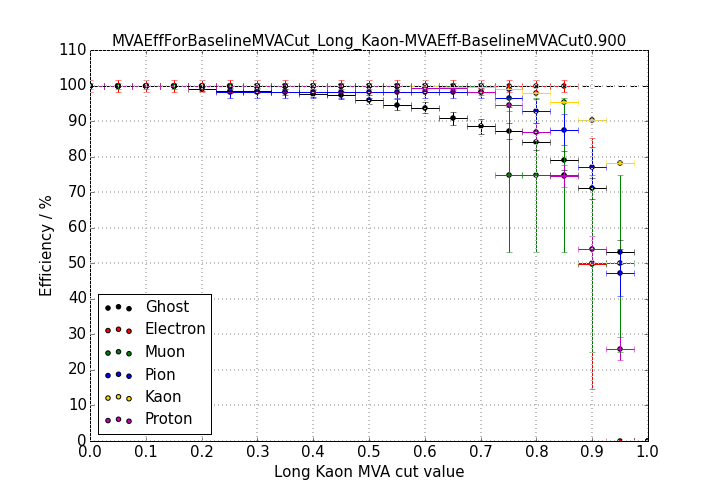 MVAEffForBaselineMVACut_Long_Kaon-MVAEff-BaselineMVACut0.900
110
100
90
80
70
60
50
40
30
20
10
0
Efficiency / %
Ghost
Electron
Muon
Pion
Kaon
Proton
0.0 0.1 0.2 0.3 0.4 0.5 0.6 0.7 0.8 0.9 1.0
Long Kaon MVA cut value